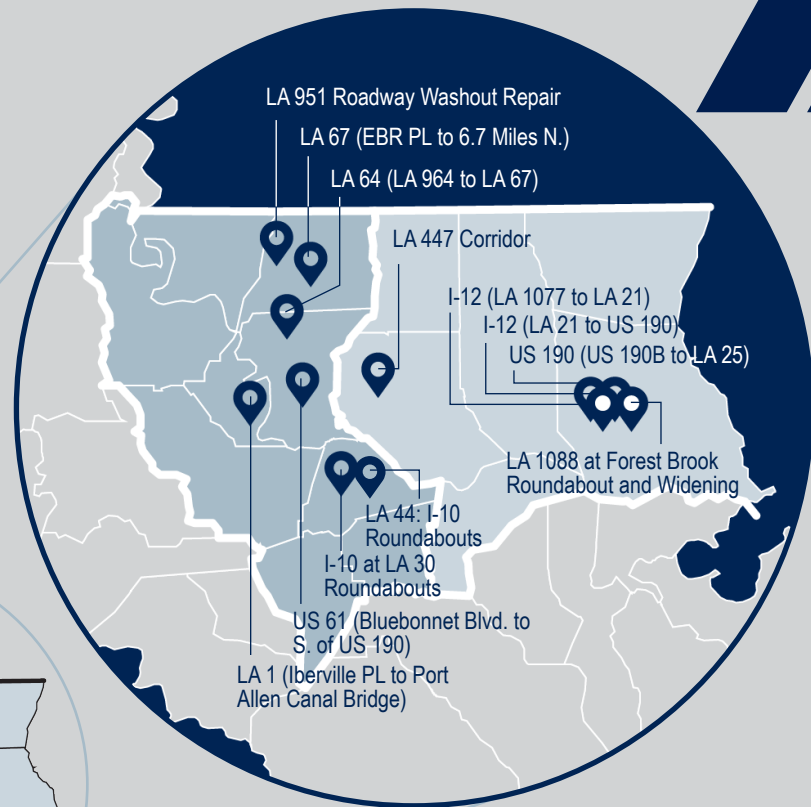 LA 951 Roadway Washout Repair
LA 67 (EBR PL to 6.7 Miles N.)
LA 64 (LA 964 to LA 67)
LA 447 Corridor
I-12 (LA 1077 to LA 21)
I-12 (LA 21 to US 190)
US 190 (US 190B to LA 25)
LA 1088 at Forest Brook
Roundabout and Widening
LA 44: I-10
Roundabouts
I-10 at LA 30
Roundabouts
US 61 (Bluebonnet Blvd. to
S. of US 190)
LA 1 (Iberville PL to Port
Allen Canal Bridge)